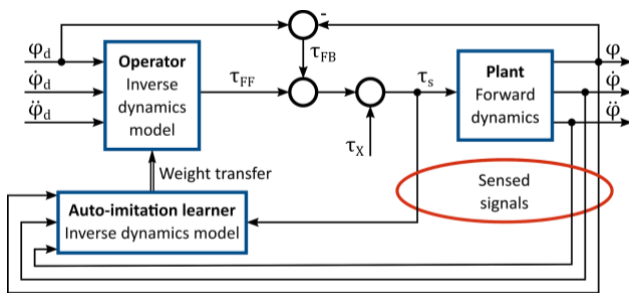 φd
φ̇d
φ̈d
Operator
Inverse
dynamics
model
-
τFB
τFF
τX
τs
Plant
Forward
dynamics
φ
φ̇
φ̈
Weight transfer
Sensed
signals
Auto-imitation learner
Inverse dynamics model